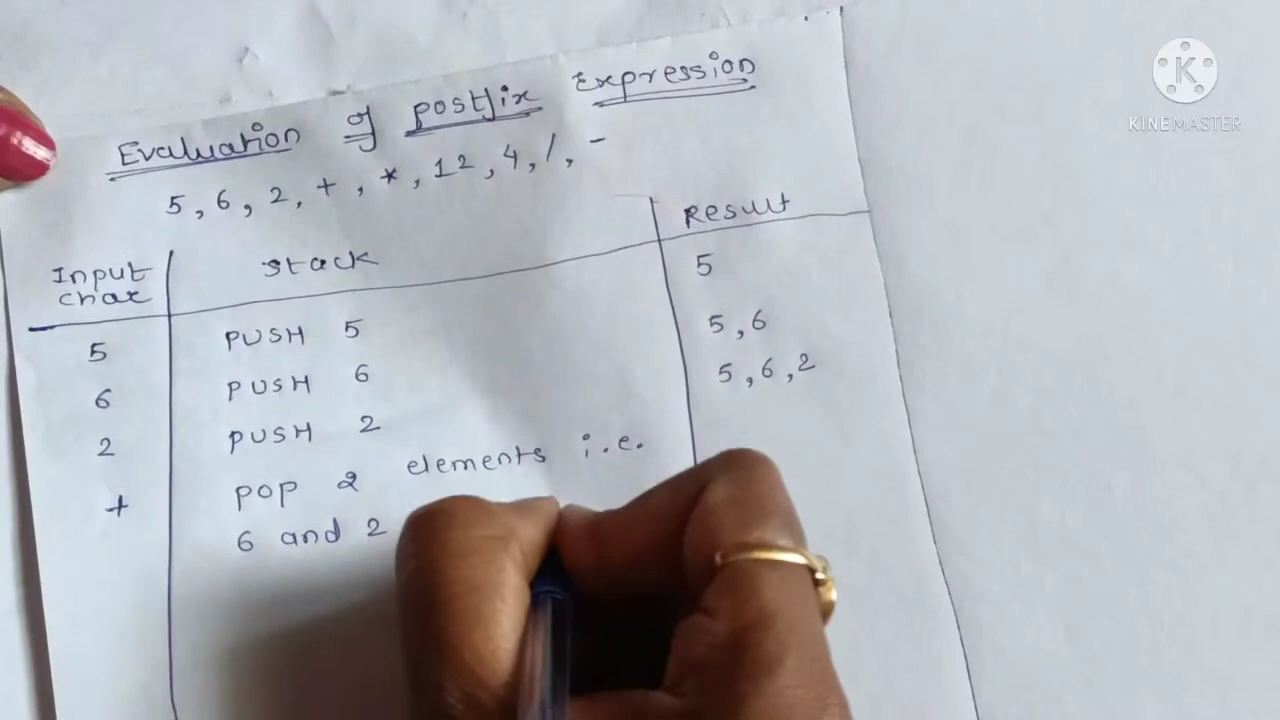 Evaluation of postfix Expression
5, 6, 2, +, *, 12, 4, /, -
Input char | stack | Result
5 | PUSH 5 | 5
6 | PUSH 6 | 5, 6
2 | PUSH 2 | 5, 6, 2
+ | POP 2 elements i.e.
6 and 2
KINEMASTER